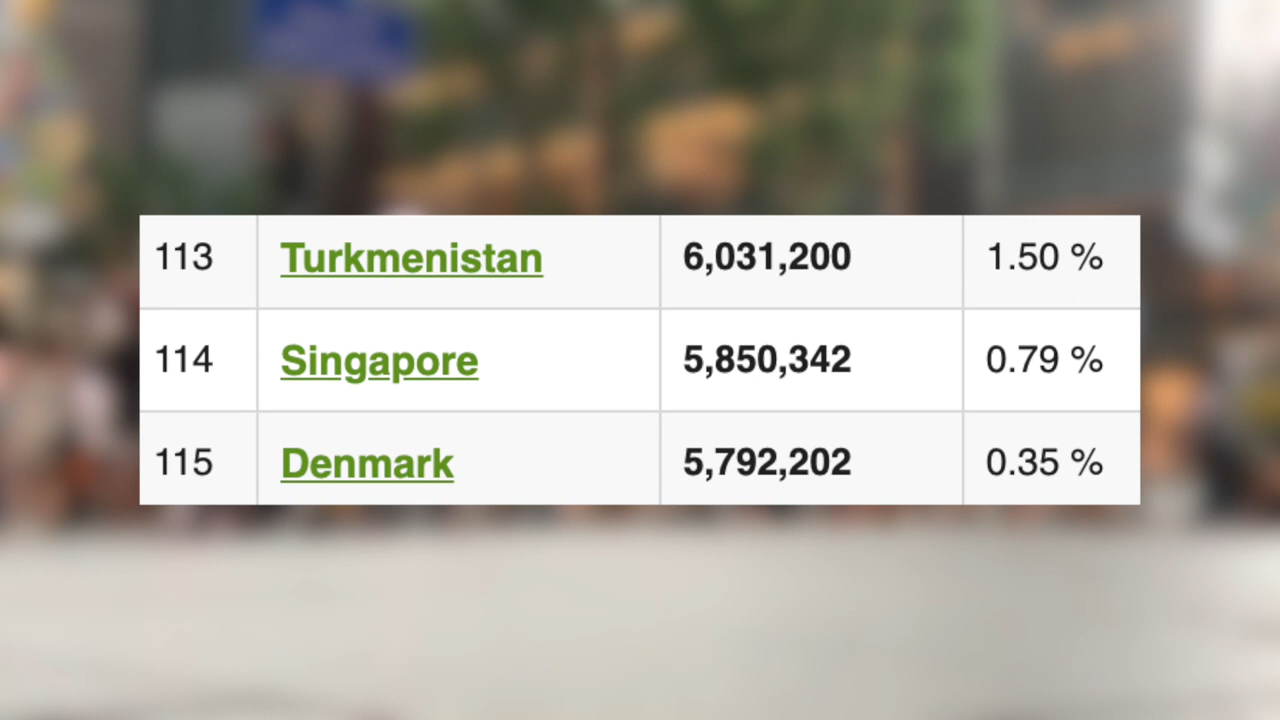 113 Turkmenistan 6,031,200 1.50 %
114 Singapore 5,850,342 0.79 %
115 Denmark 5,792,202 0.35 %